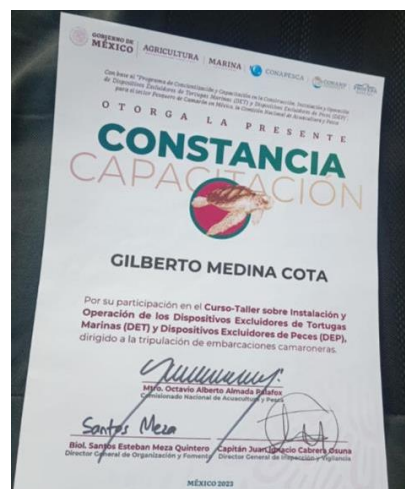 GOBIERNO DE MÉXICO
AGRICULTURA
MARINA
CONAPESCA
Con base al "Programa de Concientización y Capacitación en la Construcción, Instalación y Operación
de Dispositivos Excluidores de Tortugas Marinas (DET) y Dispositivos Excluidores de Peces (DEP)
para el sector Pesquero de Camarón en México, la Comisión Nacional de Acuacultura y Pesca
OTORGA LA PRESENTE
CONSTANCIA
CAPACITACIÓN
GILBERTO MEDINA COTA
Por su participación en el Curso-Taller sobre Instalación y
Operación de los Dispositivos Excluidores de Tortugas
Marinas (DET) y Dispositivos Excluidores de Peces (DEP),
dirigido a la tripulación de embarcaciones camaroneras.
Mtro. Octavio Alberto Almada Palafox
Comisionado Nacional de Acuacultura y Pesca
Santos Meza
Biol. Santos Esteban Meza Quintero
Director General de Organización y Fomento
Capitán Juan Ignacio Cabrera Osuna
Director General de Inspección y Vigilancia
MÉXICO 2023